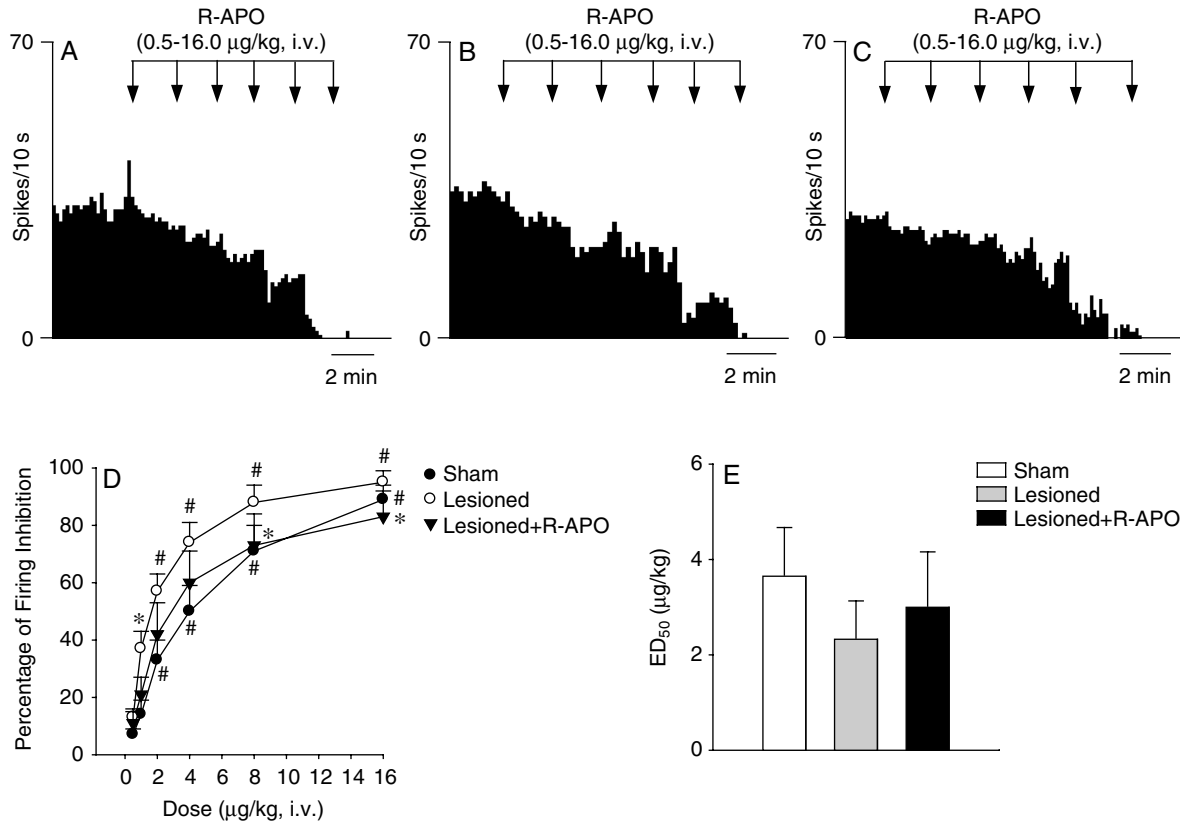 R-APO
(0.5-16.0 μg/kg, i.v.)
70
A
Spikes/10 s
0
2 min
R-APO
(0.5-16.0 μg/kg, i.v.)
70
B
Spikes/10 s
0
2 min
R-APO
(0.5-16.0 μg/kg, i.v.)
70
C
Spikes/10 s
0
2 min
D
Percentage of Firing Inhibition
100
80
60
40
20
0
0 2 4 6 8 10 12 14 16
Dose (μg/kg, i.v.)
* # # # #
# # # #
* *
Sham
Lesioned
Lesioned+R-APO
E
ED50 (μg/kg)
6
4
2
0
Sham
Lesioned
Lesioned+R-APO